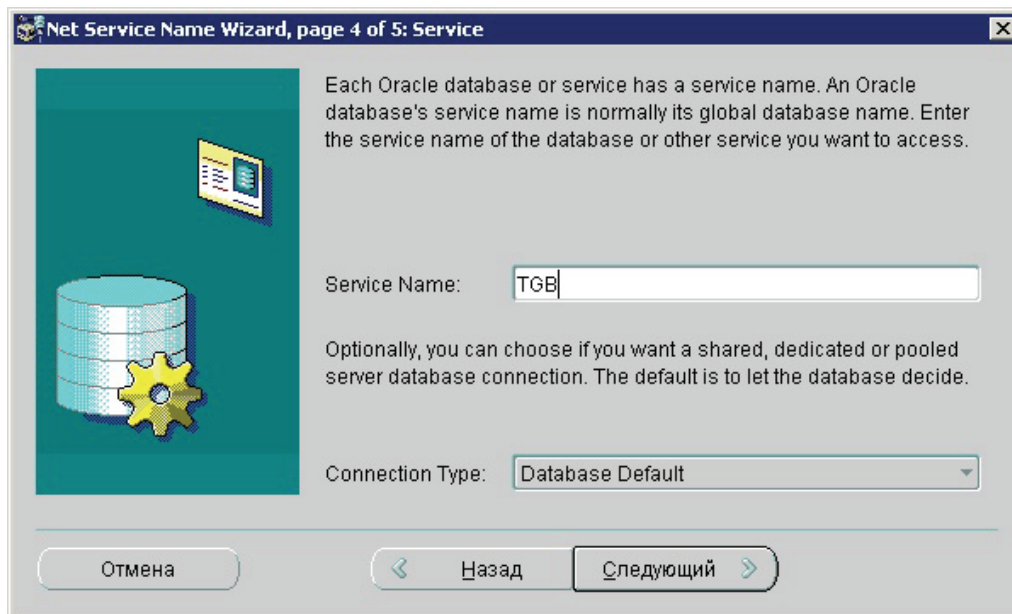 Net Service Name Wizard, page 4 of 5: Service
Each Oracle database or service has a service name. An Oracle
database's service name is normally its global database name. Enter
the service name of the database or other service you want to access.
Service Name: TGB
Optionally, you can choose if you want a shared, dedicated or pooled
server database connection. The default is to let the database decide.
Connection Type: Database Default
Отмена Назад Следующий